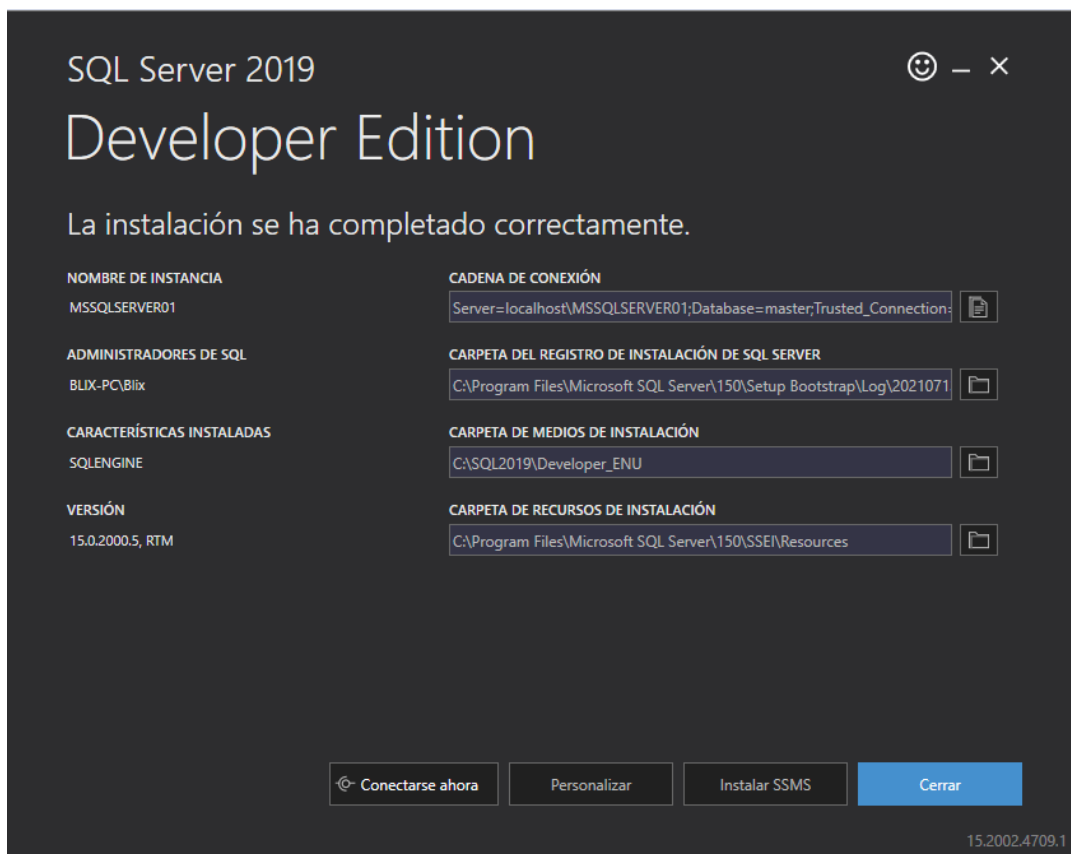 SQL Server 2019
Developer Edition
La instalación se ha completado correctamente.
NOMBRE DE INSTANCIA
MSSQLSERVER01
CADENA DE CONEXIÓN
Server=localhost\MSSQLSERVER01;Database=master;Trusted_Connection=
ADMINISTRADORES DE SQL
BLIX-PC\Blix
CARPETA DEL REGISTRO DE INSTALACIÓN DE SQL SERVER
C:\Program Files\Microsoft SQL Server\150\Setup Bootstrap\Log\2021071
CARACTERÍSTICAS INSTALADAS
SQLENGINE
CARPETA DE MEDIOS DE INSTALACIÓN
C:\SQL2019\Developer_ENU
VERSIÓN
15.0.2000.5, RTM
CARPETA DE RECURSOS DE INSTALACIÓN
C:\Program Files\Microsoft SQL Server\150\SSEI\Resources
Conectarse ahora
Personalizar
Instalar SSMS
Cerrar
15.2002.4709.1